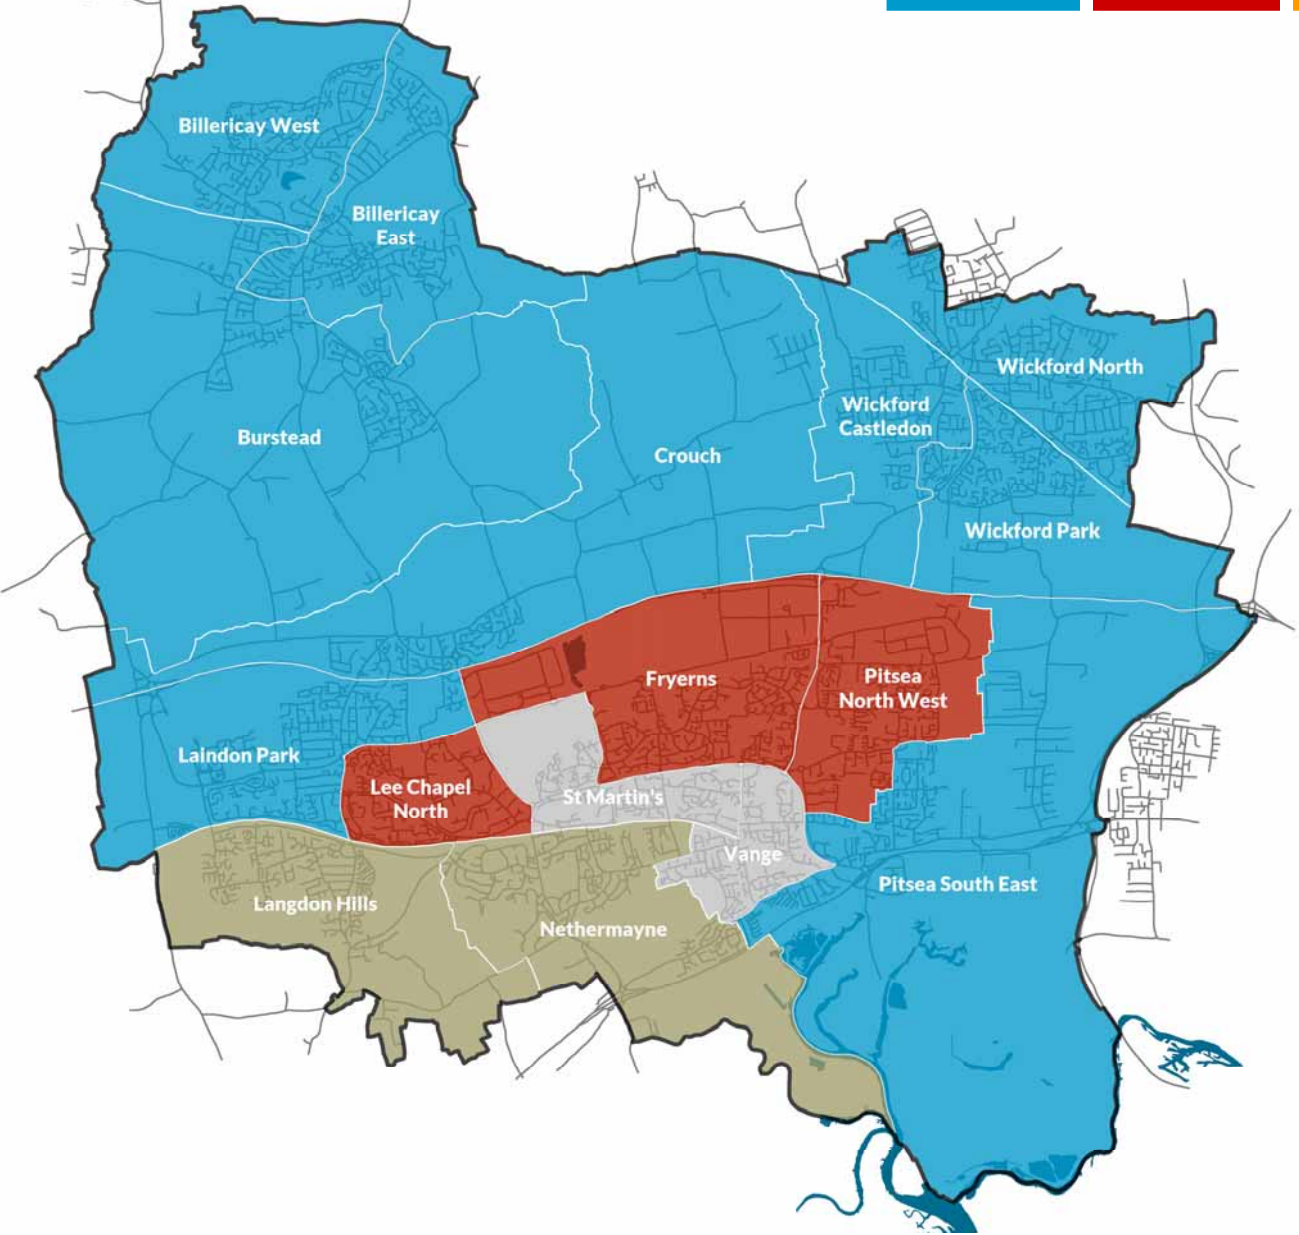 Billericay West
Billericay
East
Wickford North
Wickford
Castledon
Burstead
Crouch
Wickford Park
Fryerns
Pitsea
North West
Laindon Park
Lee Chapel
North
St Martin's
Vange
Pitsea South East
Langdon Hills
Nethermayne